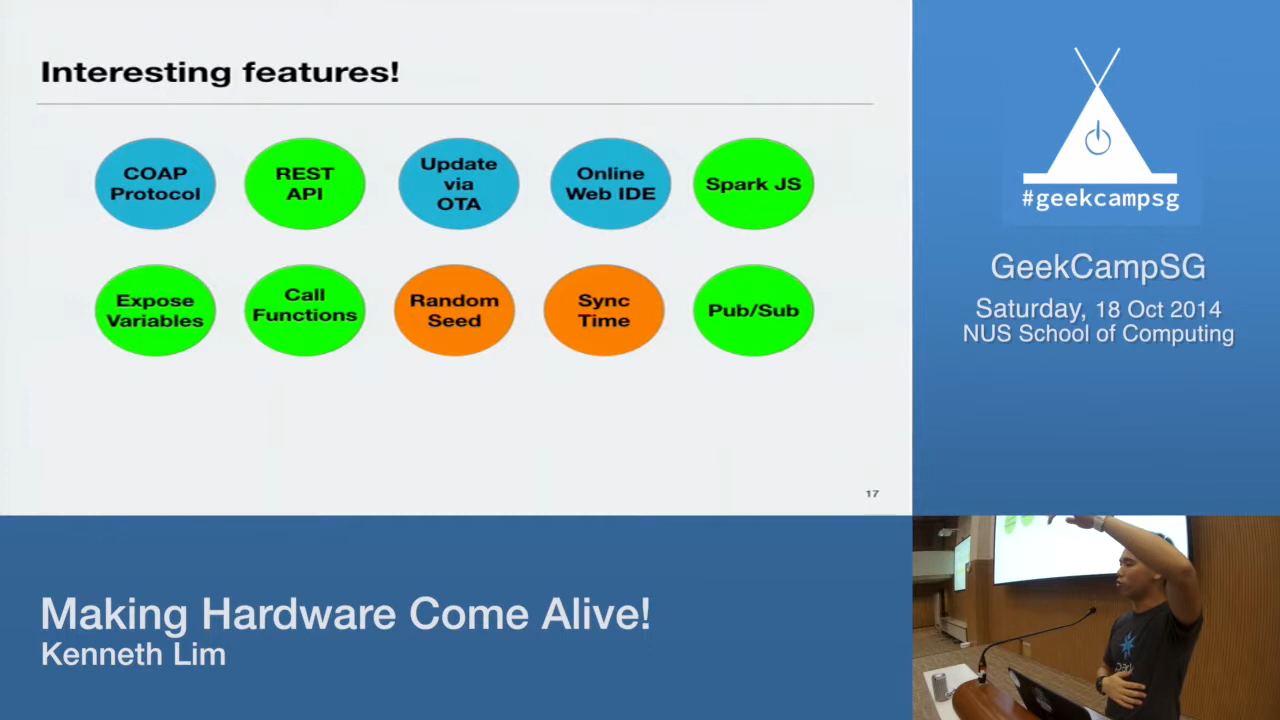 Interesting features!
COAP
Protocol
REST
API
Update
via
OTA
Online
Web IDE
Spark JS
Expose
Variables
Call
Functions
Random
Seed
Sync
Time
Pub/Sub
17
#geekcampsg
GeekCampSG
Saturday, 18 Oct 2014
NUS School of Computing
Making Hardware Come Alive!
Kenneth Lim